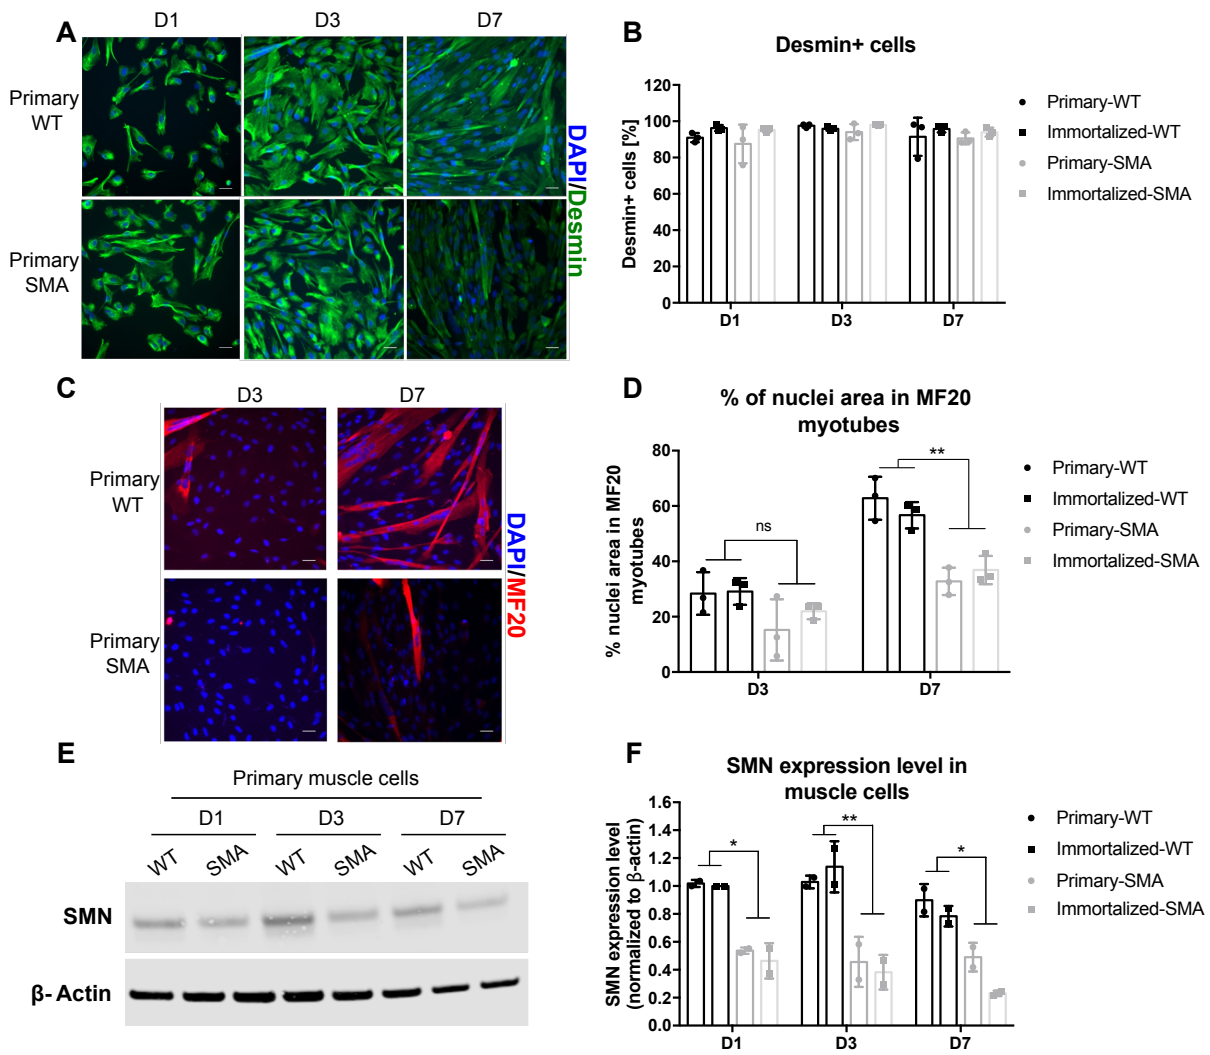 A
D1
D3
D7
Primary
WT
Primary
SMA
DAPI/Desmin
B
Desmin+ cells
Desmin+ cells [%]
120
100
80
60
40
20
0
D1
D3
D7
Primary-WT
Immortalized-WT
Primary-SMA
Immortalized-SMA
C
D3
D7
Primary
WT
Primary
SMA
DAPI/MF20
D
% of nuclei area in MF20
myotubes
% nuclei area in MF20
myotubes
80
60
40
20
0
ns
**
D3
D7
Primary-WT
Immortalized-WT
Primary-SMA
Immortalized-SMA
E
Primary muscle cells
D1
D3
D7
WT
SMA
WT
SMA
WT
SMA
SMN
β- Actin
F
SMN expression level in
muscle cells
SMN expression level
(normalized to β-actin)
1.6
1.4
1.2
1.0
0.8
0.6
0.4
0.2
0.0
*
**
*
D1
D3
D7
Primary-WT
Immortalized-WT
Primary-SMA
Immortalized-SMA